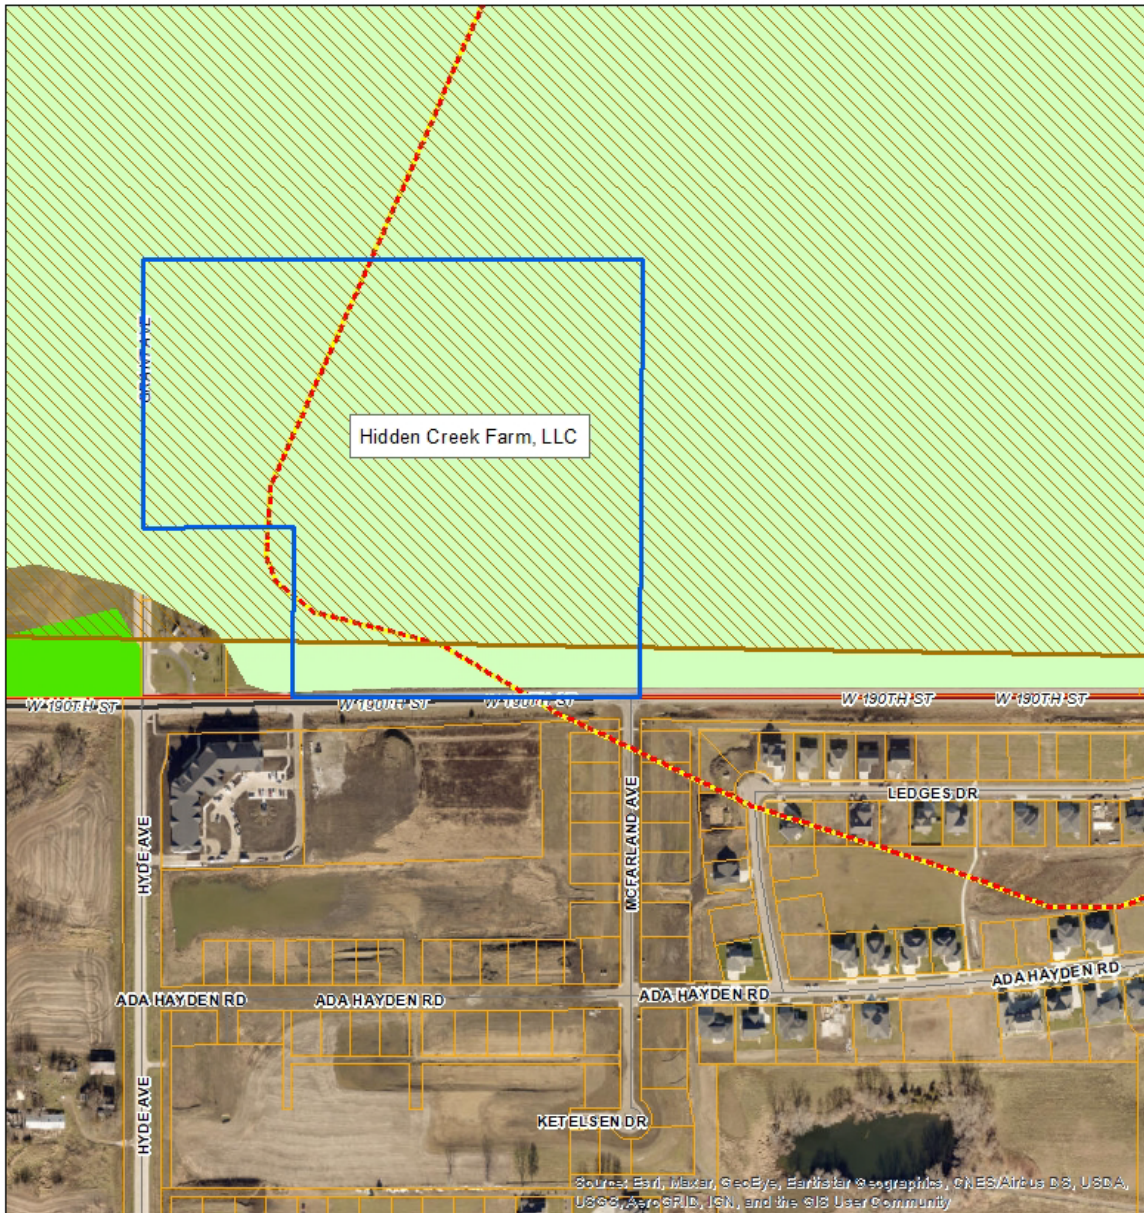 GRANT AVE
Hidden Creek Farm, LLC
W 190TH ST
W 190TH ST
W 190TH ST
W 190TH ST
W 190TH ST
HYDE AVE
MCFARLAND AVE
LEDGES DR
ADA HAYDEN RD
ADA HAYDEN RD
ADA HAYDEN RD
ADA HAYDEN RD
HYDE AVE
KETELSEN DR
Source: Esri, Maxar, GeoEye, Earthstar Geographics, CNES/Airbus DS, USDA,
USGS, AeroGRID, IGN, and the GIS User Community